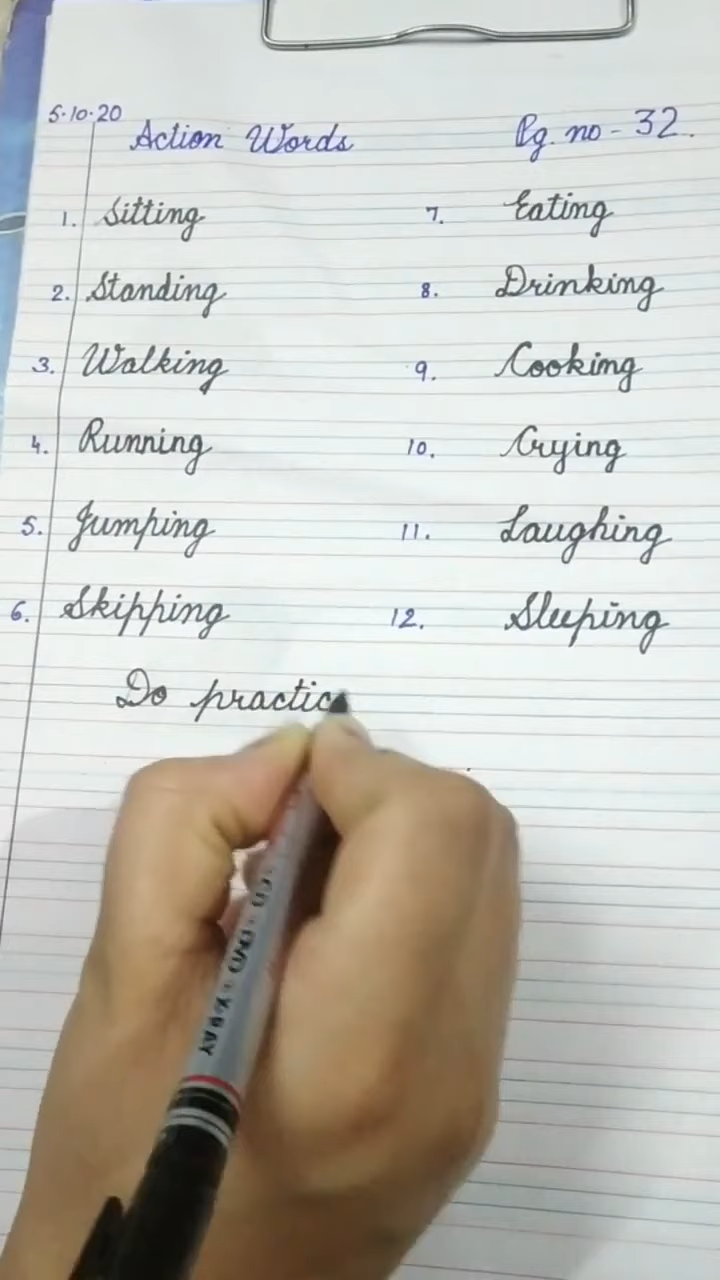 5.10.20
Action Words Pg. no - 32.
1. Sitting
2. Standing
3. Walking
4. Running
5. Jumping
6. Skipping
7. Eating
8. Drinking
9. Cooking
10. Crying
11. Laughing
12. Sleeping
Do practic